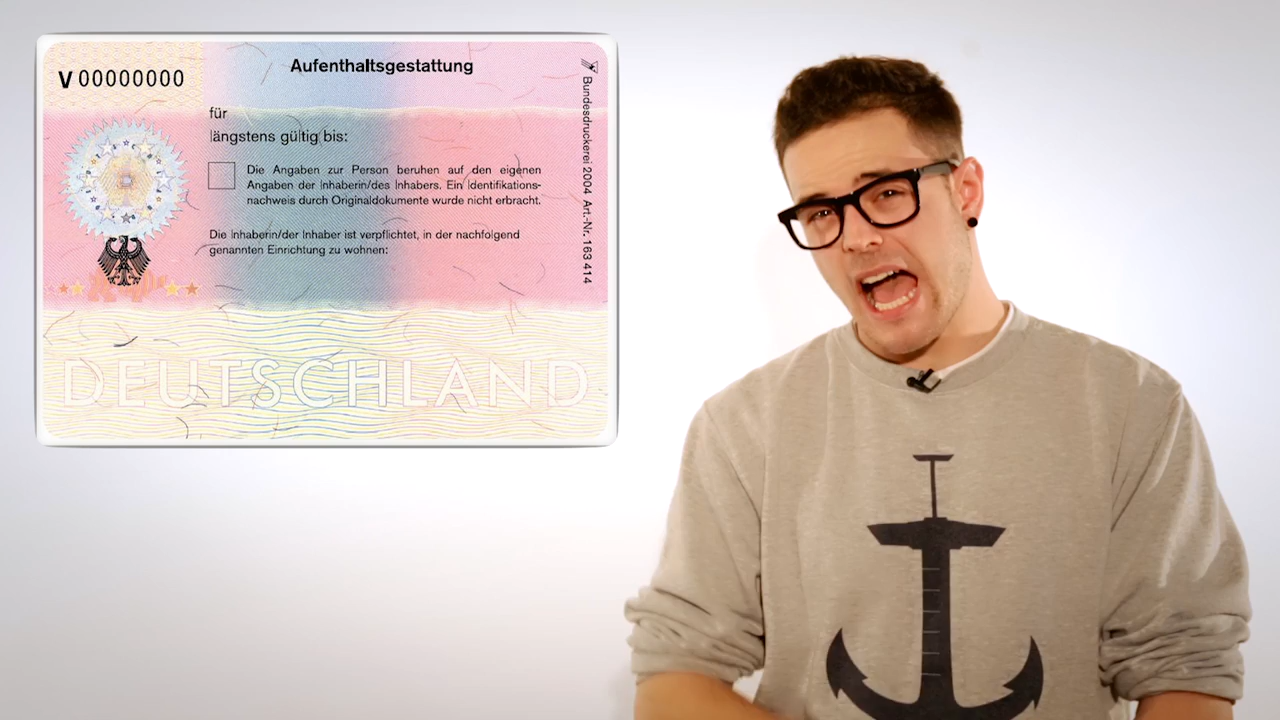 V 00000000
Aufenthaltsgestattung
für
längstens gültig bis:
Die Angaben zur Person beruhen auf den eigenen
Angaben der Inhaberin/des Inhabers. Ein Identifikations-
nachweis durch Originaldokumente wurde nicht erbracht.
Die Inhaberin/der Inhaber ist verpflichtet, in der nachfolgend
genannten Einrichtung zu wohnen:
Bundesdruckerei 2004 Art.-Nr. 163 414
DEUTSCHLAND